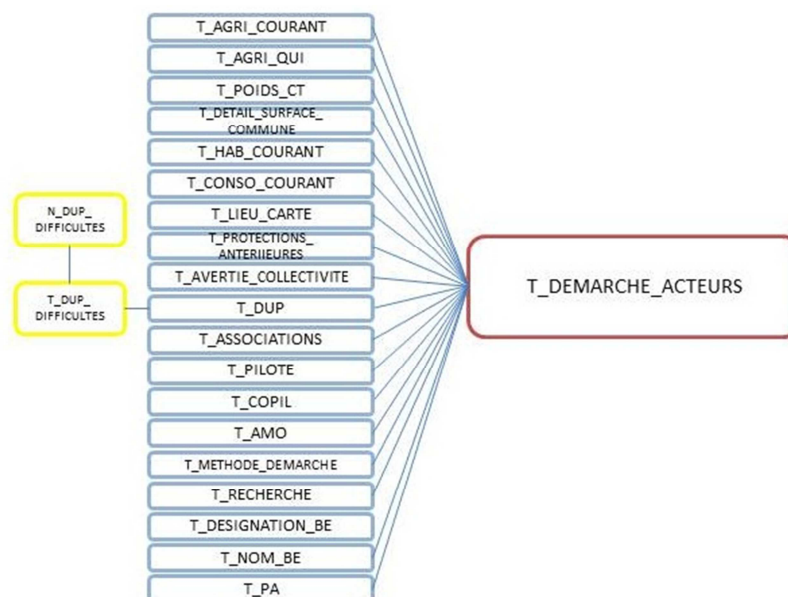 T_AGRI_COURANT
T_AGRI_QUI
T_POIDS_CT
T_DETAIL_SURFACE_
COMMUNE
T_HAB_COURANT
T_CONSO_COURANT
T_LIEU_CARTE
T_PROTECTIONS_
ANTERIIEURES
T_AVERTIE_COLLECTIVITE
T_DUP
T_ASSOCIATIONS
T_PILOTE
T_COPIL
T_AMO
T_METHODE_DEMARCHE
T_RECHERCHE
T_DESIGNATION_BE
T_NOM_BE
T_PA
N_DUP_
DIFFICULTES
T_DUP_
DIFFICULTES
T_DEMARCHE_ACTEURS